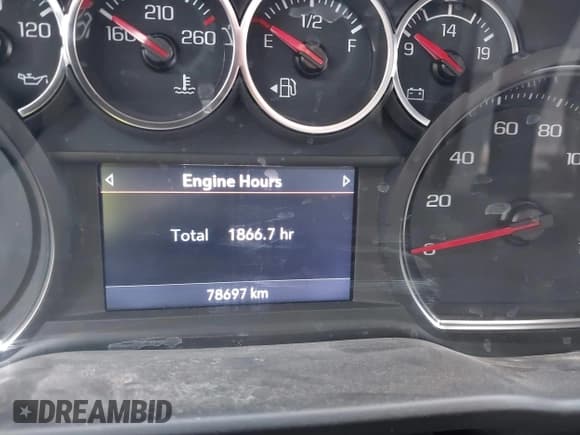 120
160 210 260
E 1/2 F
9 14 19
Engine Hours
Total 1866.7 hr
78697 km
20 40 60 80
DREAMBID